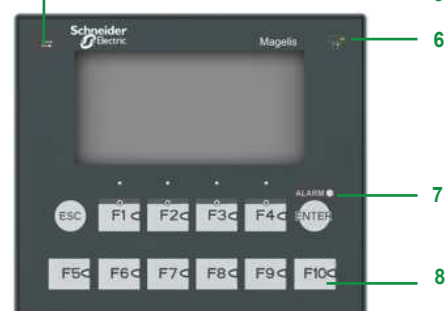 Schneider
Electric
Magelis
6
ALARM
7
ESC F1 F2 F3 F4 ENTER
F5 F6 F7 F8 F9 F10
8